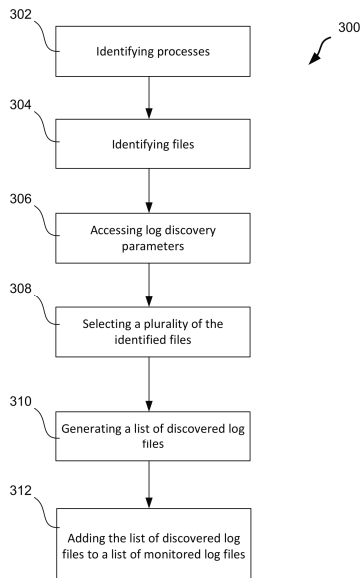 302
300
Identifying processes
304
Identifying files
306
Accessing log discovery
parameters
308
Selecting a plurality of the
identified files
310
Generating a list of discovered log
files
312
Adding the list of discovered log
files to a list of monitored log files